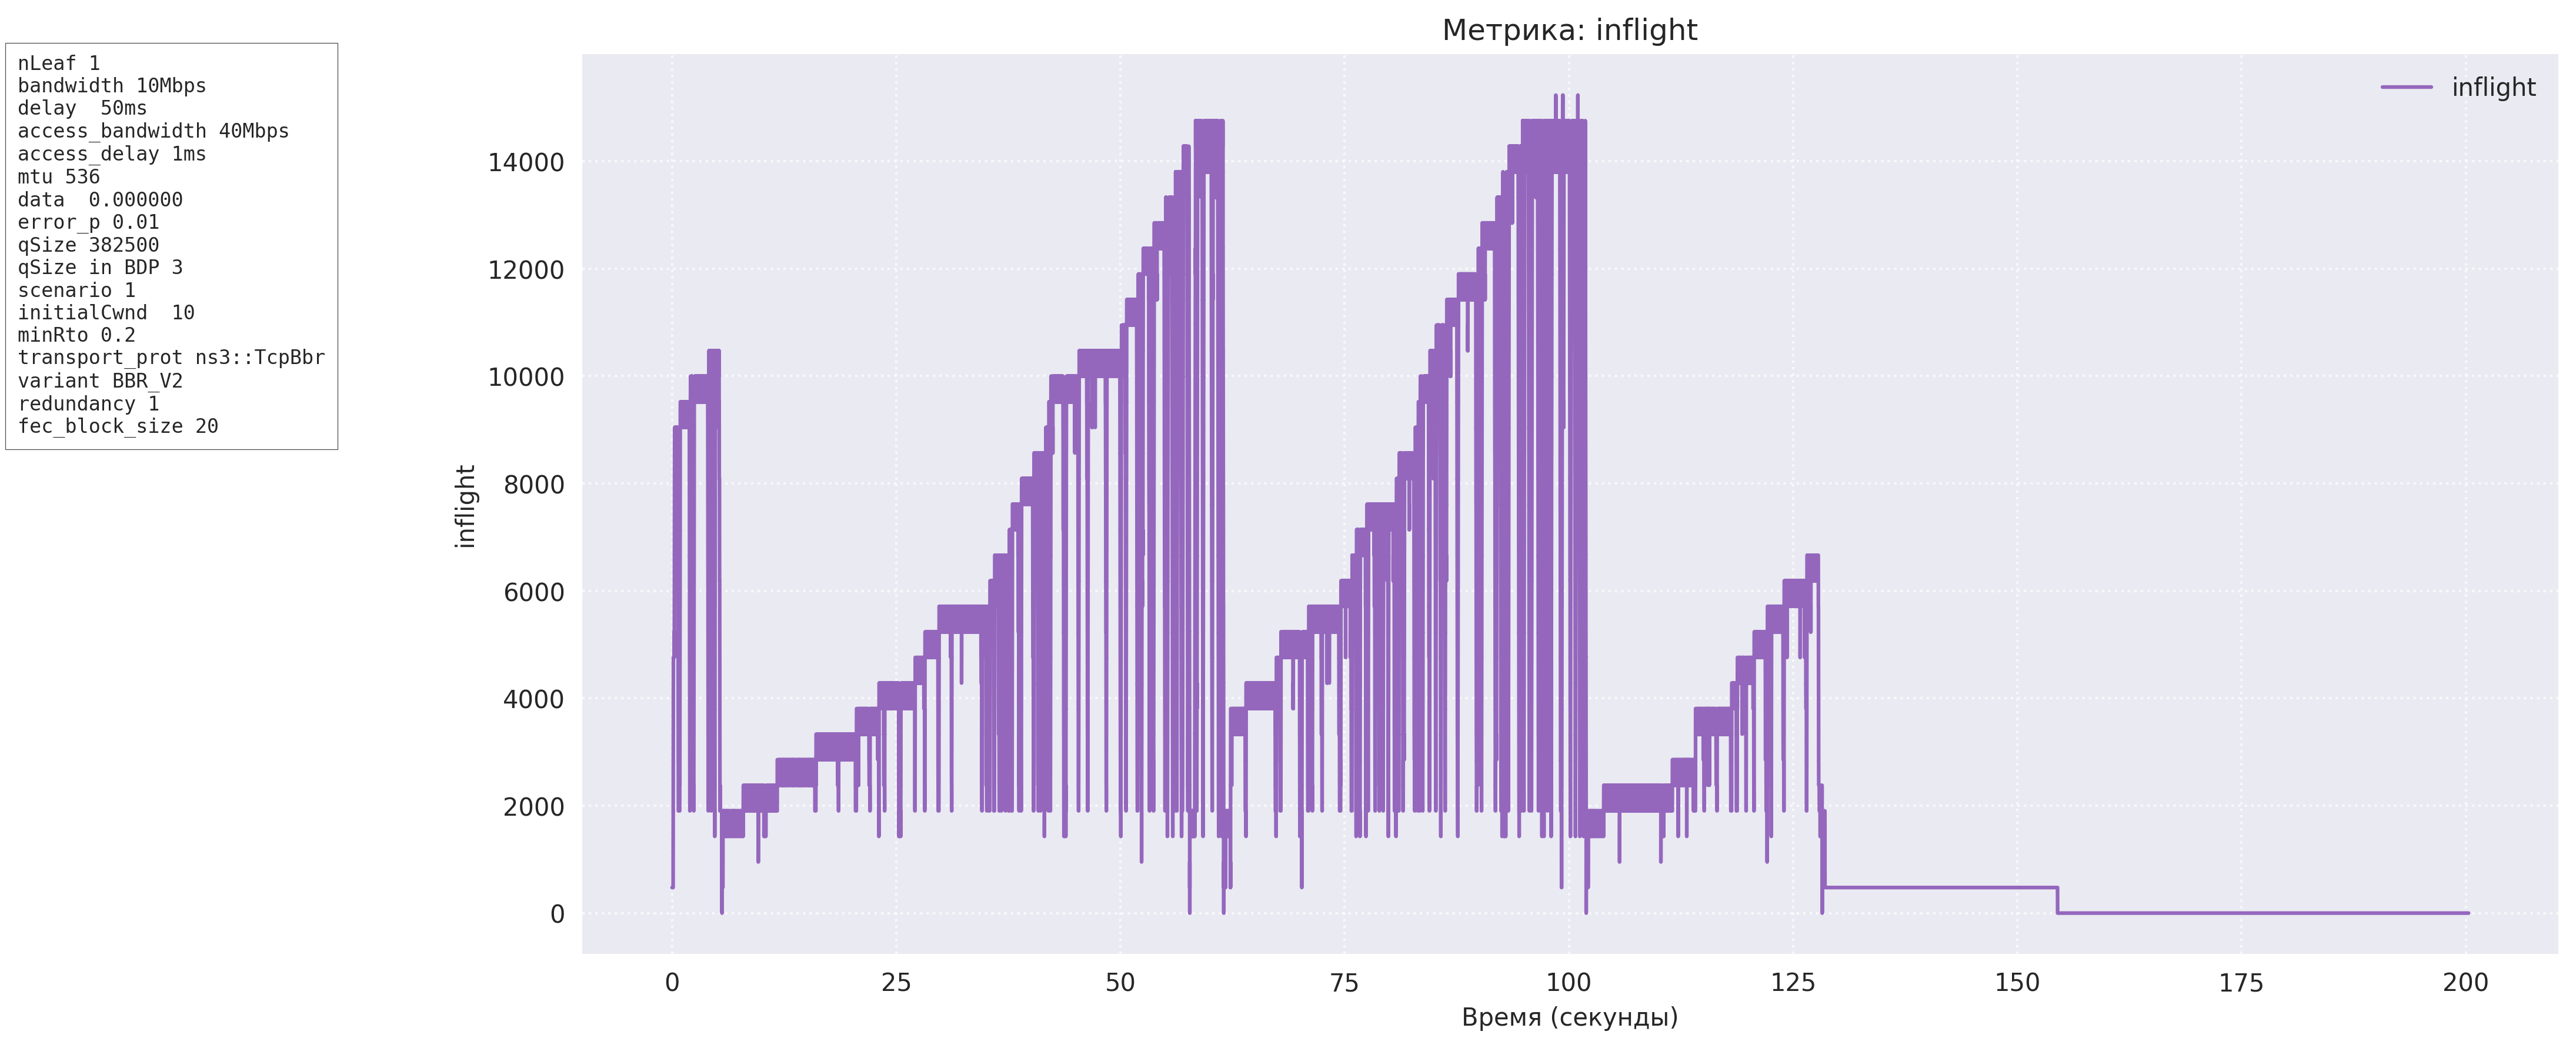 Метрика: inflight
nLeaf 1
bandwidth 10Mbps
delay  50ms
access_bandwidth 40Mbps
access_delay 1ms
mtu 536
data  0.000000
error_p 0.01
qSize 382500
qSize in BDP 3
scenario 1
initialCwnd  10
minRto 0.2
transport_prot ns3::TcpBbr
variant BBR_V2
redundancy 1
fec_block_size 20
inflight
inflight
14000
12000
10000
8000
6000
4000
2000
0
0 25 50 75 100 125 150 175 200
Время (секунды)